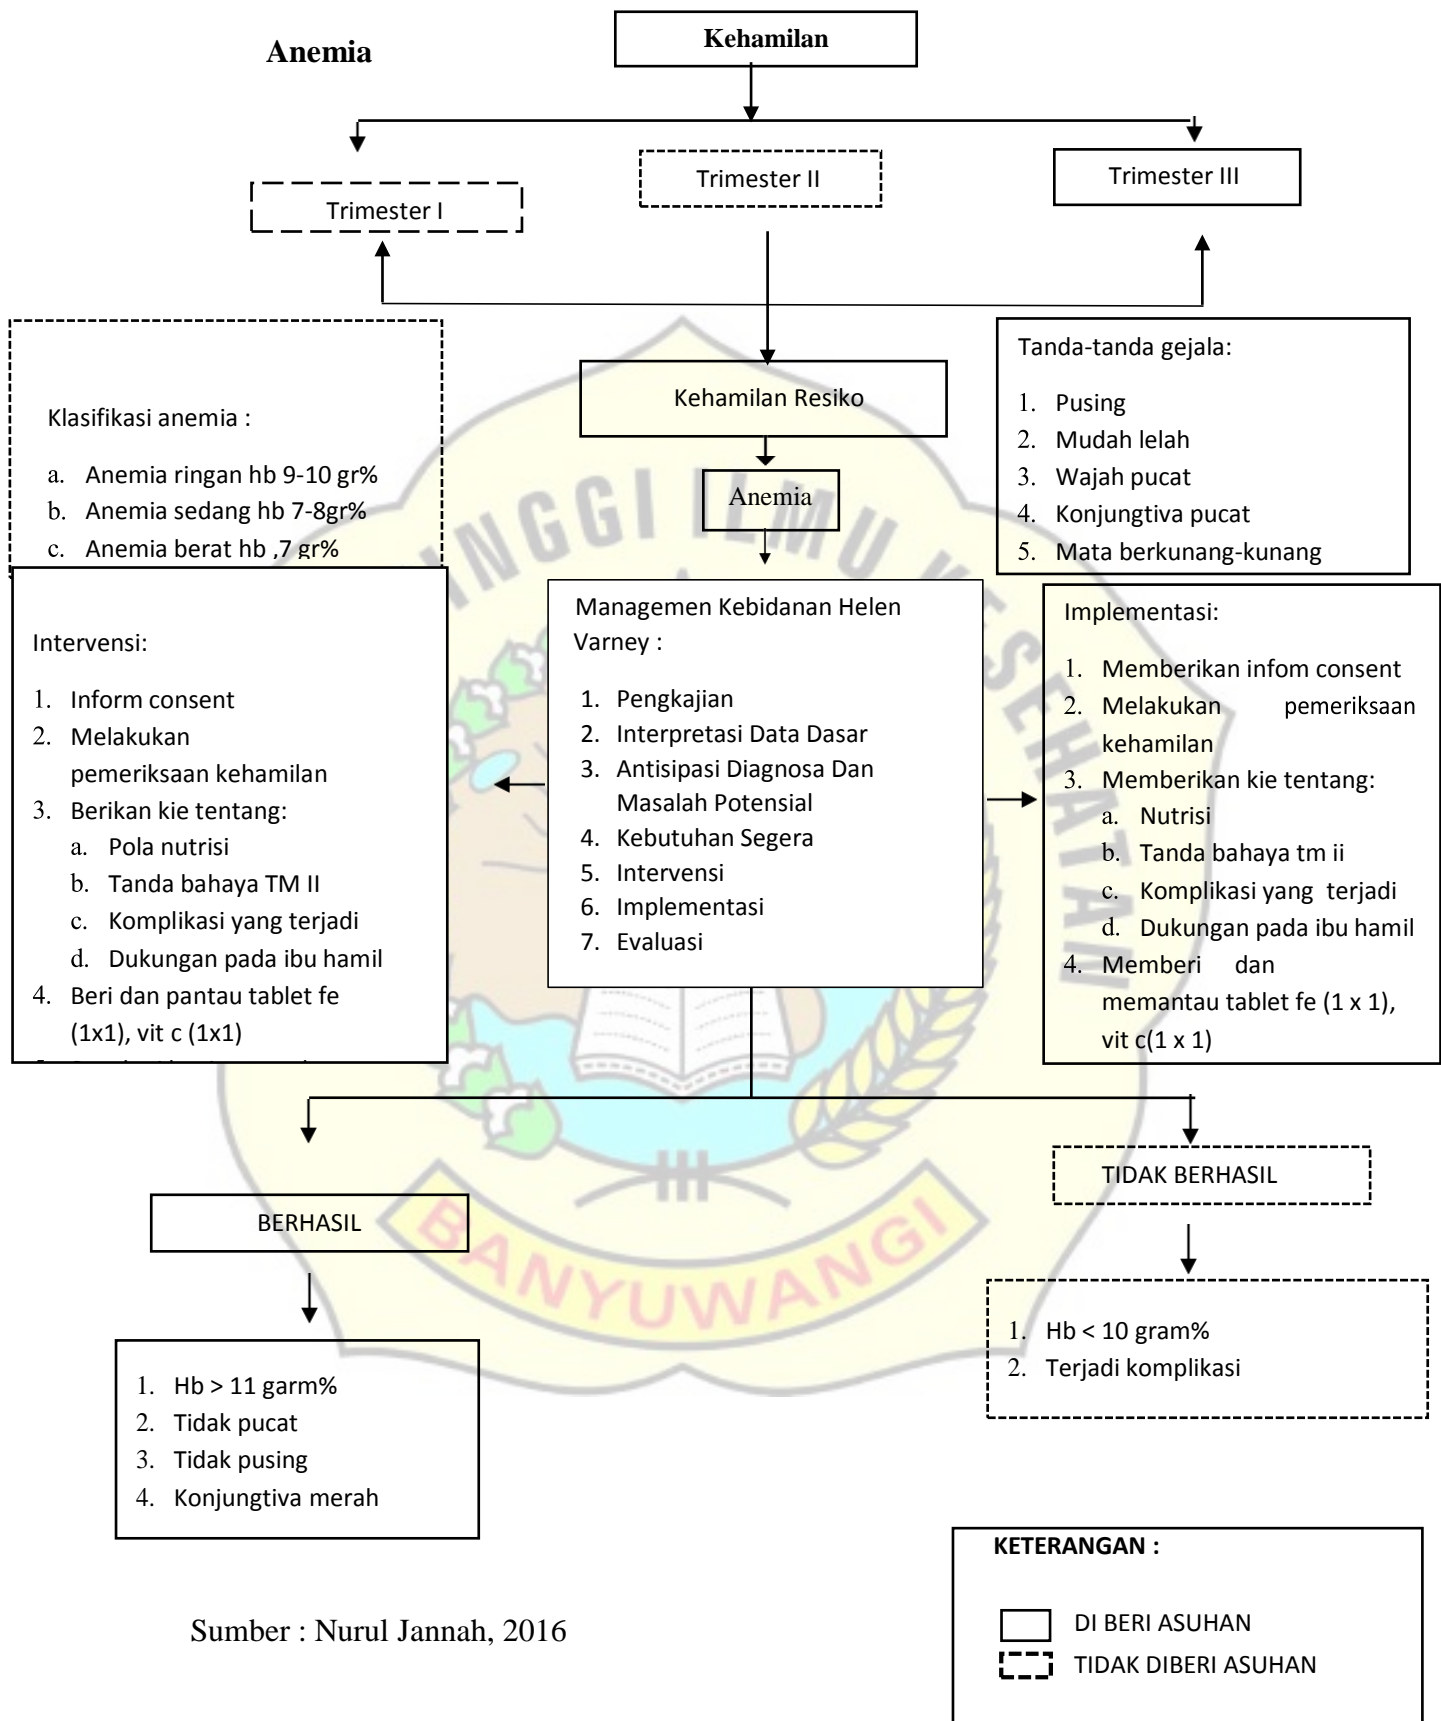 Anemia
Kehamilan
Trimester I
Trimester II
Trimester III
Klasifikasi anemia :
a. Anemia ringan hb 9-10 gr%
b. Anemia sedang hb 7-8gr%
c. Anemia berat hb ,7 gr%
Kehamilan Resiko
Anemia
Tanda-tanda gejala:
1. Pusing
2. Mudah lelah
3. Wajah pucat
4. Konjungtiva pucat
5. Mata berkunang-kunang
Intervensi:
1. Inform consent
2. Melakukan
pemeriksaan kehamilan
3. Berikan kie tentang:
a. Pola nutrisi
b. Tanda bahaya TM II
c. Komplikasi yang terjadi
d. Dukungan pada ibu hamil
4. Beri dan pantau tablet fe
(1x1), vit c (1x1)
Managemen Kebidanan Helen
Varney :
1. Pengkajian
2. Interpretasi Data Dasar
3. Antisipasi Diagnosa Dan
Masalah Potensial
4. Kebutuhan Segera
5. Intervensi
6. Implementasi
7. Evaluasi
Implementasi:
1. Memberikan infom consent
2. Melakukan pemeriksaan
kehamilan
3. Memberikan kie tentang:
a. Nutrisi
b. Tanda bahaya tm ii
c. Komplikasi yang terjadi
d. Dukungan pada ibu hamil
4. Memberi dan
memantau tablet fe (1 x 1),
vit c(1 x 1)
BERHASIL
TIDAK BERHASIL
1. Hb > 11 garm%
2. Tidak pucat
3. Tidak pusing
4. Konjungtiva merah
1. Hb < 10 gram%
2. Terjadi komplikasi
KETERANGAN :
DI BERI ASUHAN
TIDAK DIBERI ASUHAN
Sumber : Nurul Jannah, 2016
INGGI ILMU KESEHATAN
BANYUWANGI